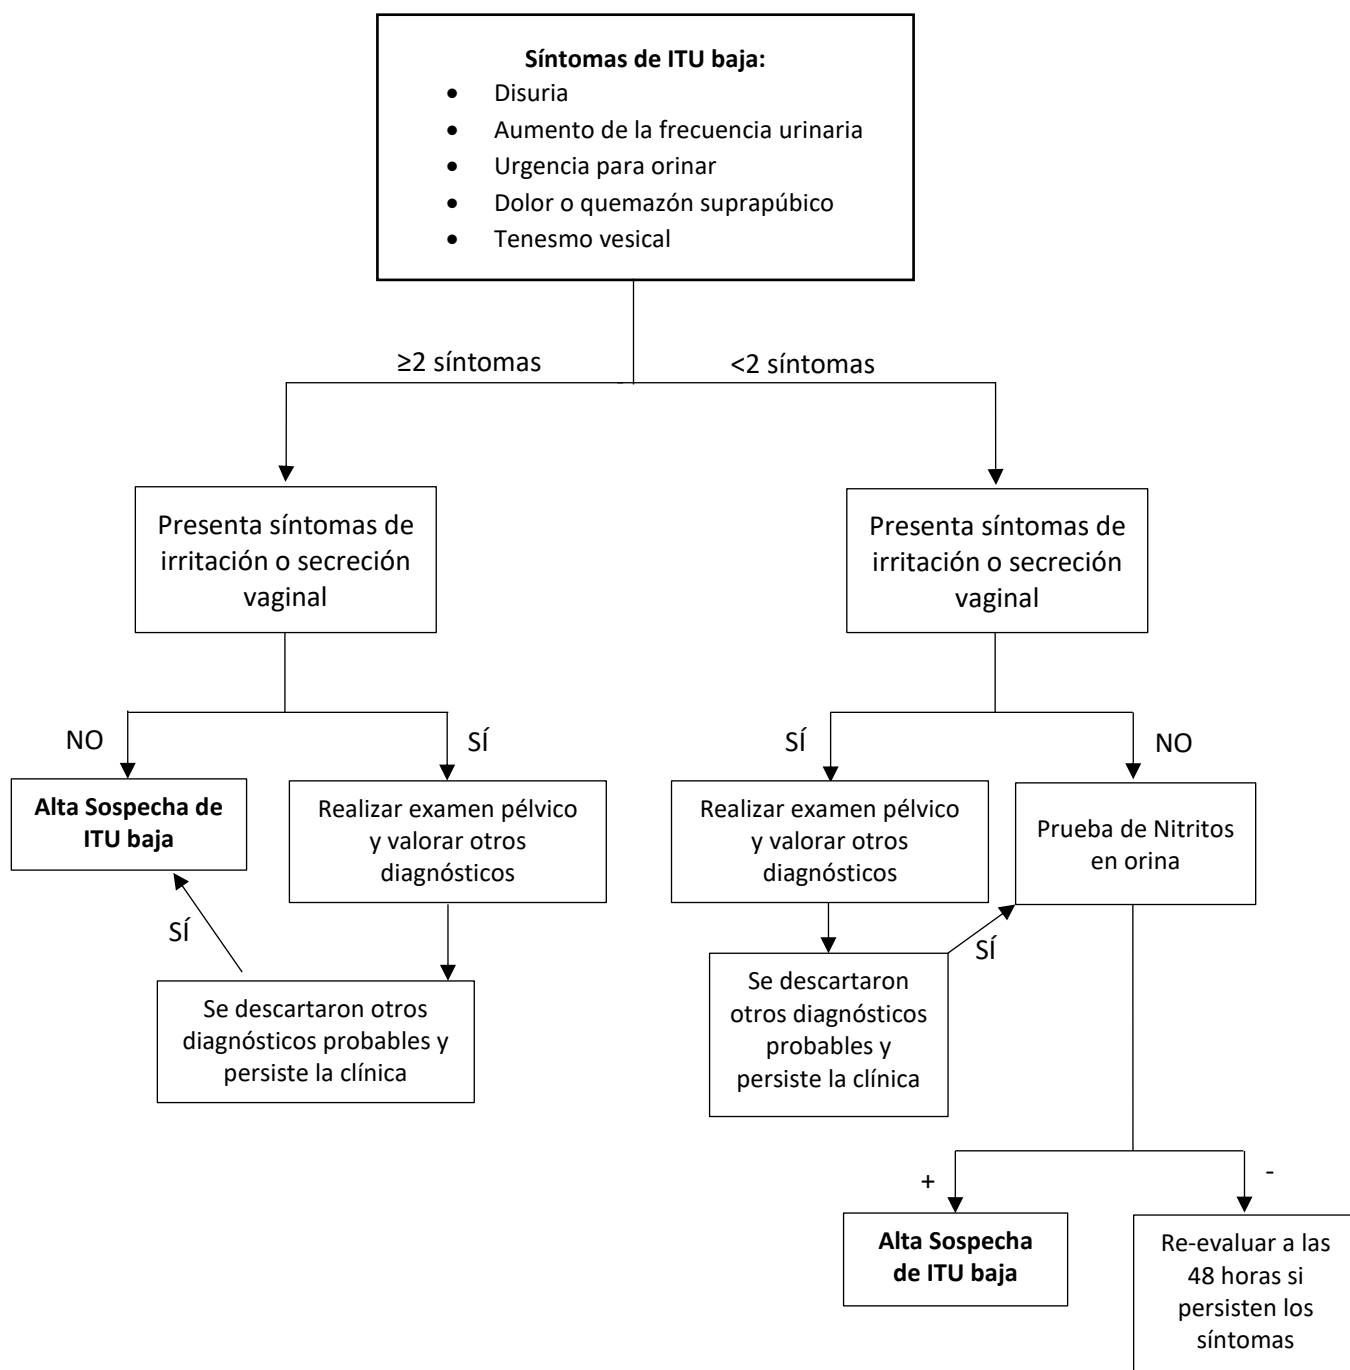 Síntomas de ITU baja:
• Disuria
• Aumento de la frecuencia urinaria
• Urgencia para orinar
• Dolor o quemazón suprapúbico
• Tenesmo vesical
≥2 síntomas
<2 síntomas
Presenta síntomas de
irritación o secreción
vaginal
Presenta síntomas de
irritación o secreción
vaginal
NO
SÍ
SÍ
NO
Alta Sospecha de
ITU baja
Realizar examen pélvico
y valorar otros
diagnósticos
Realizar examen pélvico
y valorar otros
diagnósticos
Prueba de Nitritos
en orina
SÍ
SÍ
Se descartaron otros
diagnósticos probables y
persiste la clínica
Se descartaron
otros diagnósticos
probables y
persiste la clínica
+
-
Alta Sospecha
de ITU baja
Re-evaluar a las
48 horas si
persisten los
síntomas